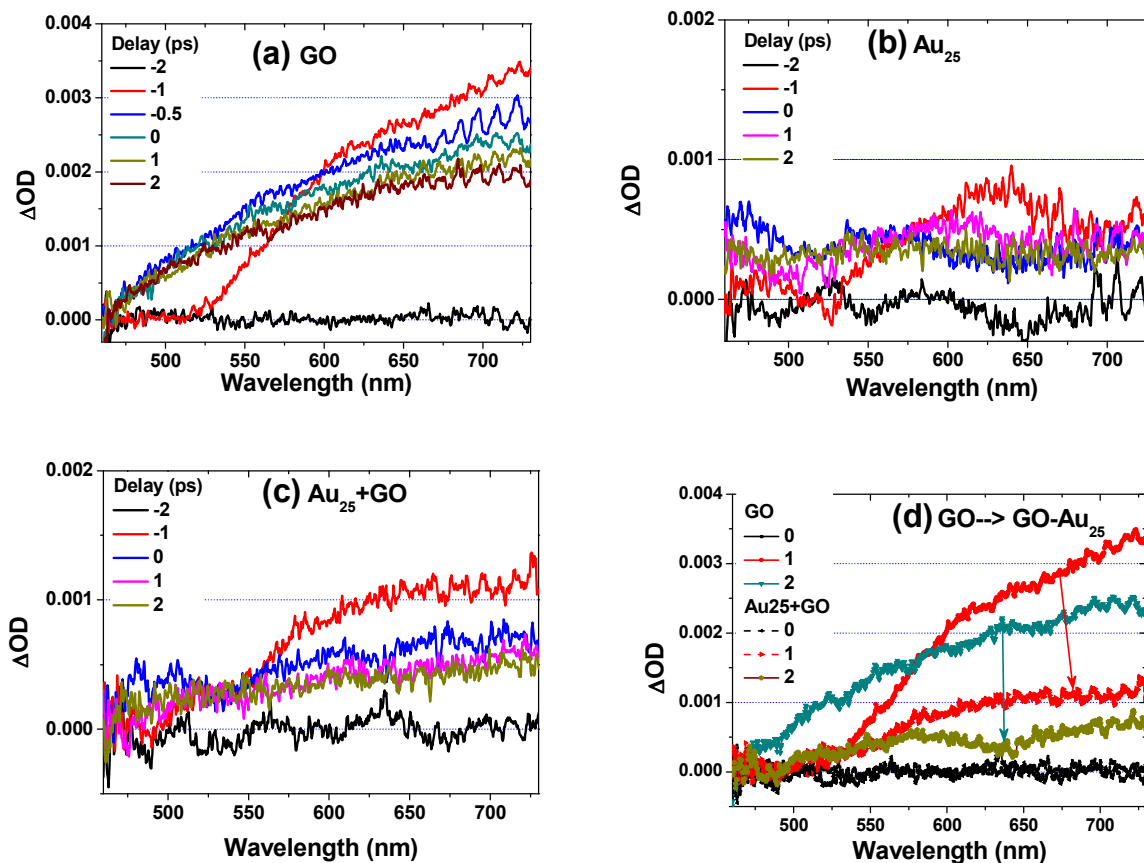 (a) GO
Delay (ps)
-2
-1
-0.5
0
1
2
0.004
0.003
0.002
0.001
0.000
ΔOD
500 550 600 650 700
Wavelength (nm)
(b) Au25
Delay (ps)
-2
-1
0
1
2
0.002
0.001
0.000
ΔOD
500 550 600 650 700
Wavelength (nm)
(c) Au25+GO
Delay (ps)
-2
-1
0
1
2
0.002
0.001
0.000
ΔOD
500 550 600 650 700
Wavelength (nm)
(d) GO--> GO-Au25
GO
0
1
2
Au25+GO
0
1
2
0.004
0.003
0.002
0.001
0.000
ΔOD
500 550 600 650 700
Wavelength (nm)